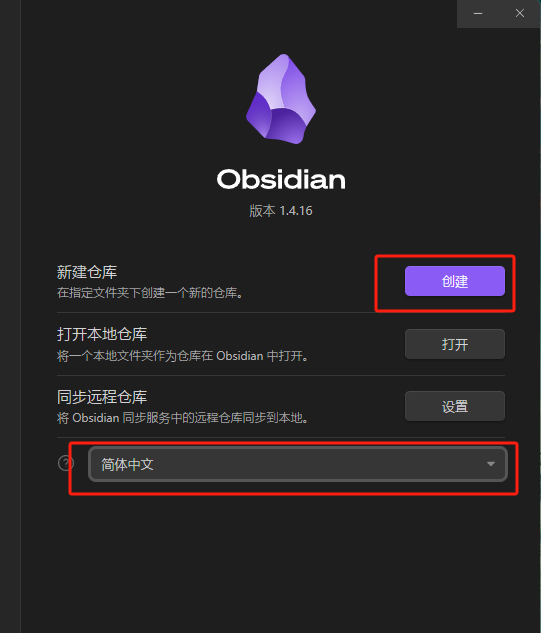 Obsidian
版本 1.4.16
新建仓库
在指定文件夹下创建一个新的仓库。
创建
打开本地仓库
将一个本地文件夹作为仓库在 Obsidian 中打开。
打开
同步远程仓库
将 Obsidian 同步服务中的远程仓库同步到本地。
设置
简体中文